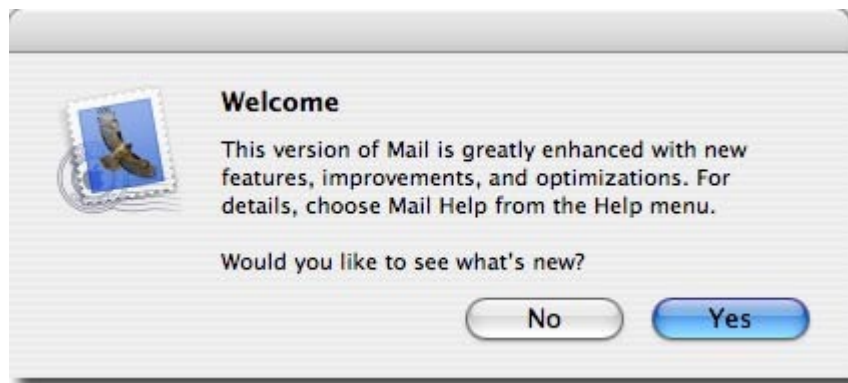 Welcome
This version of Mail is greatly enhanced with new
features, improvements, and optimizations. For
details, choose Mail Help from the Help menu.
Would you like to see what's new?
No
Yes